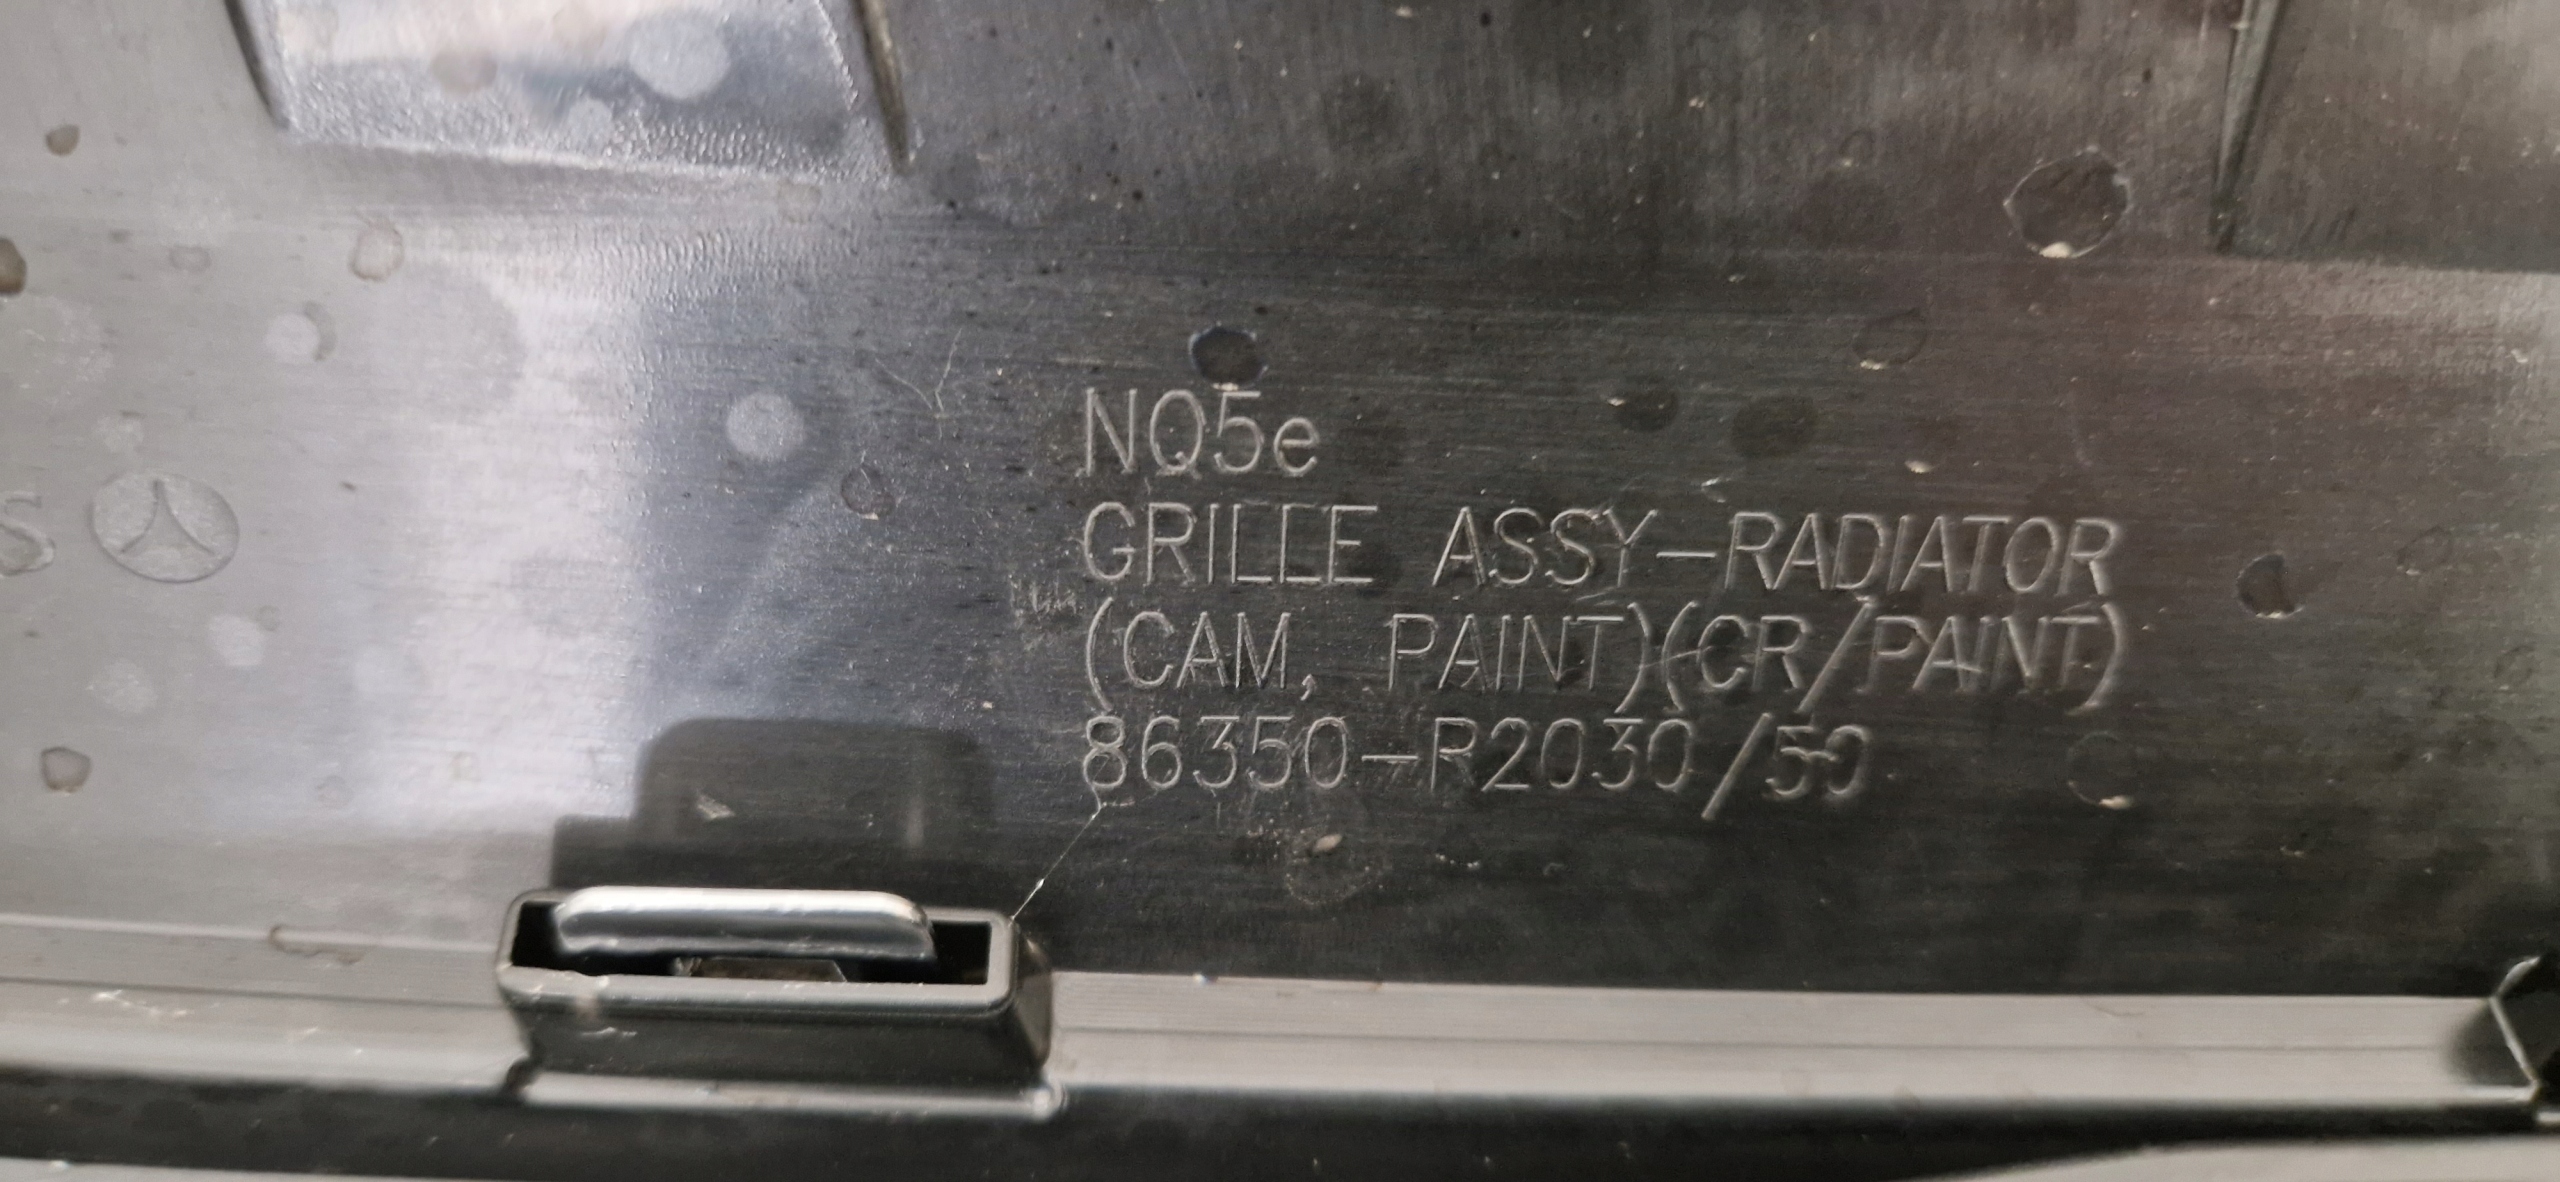 S
NQ5e
GRILLE ASSY-RADIATOR
(CAM, PAINT)(CR/PAINT)
86350-R2030/50